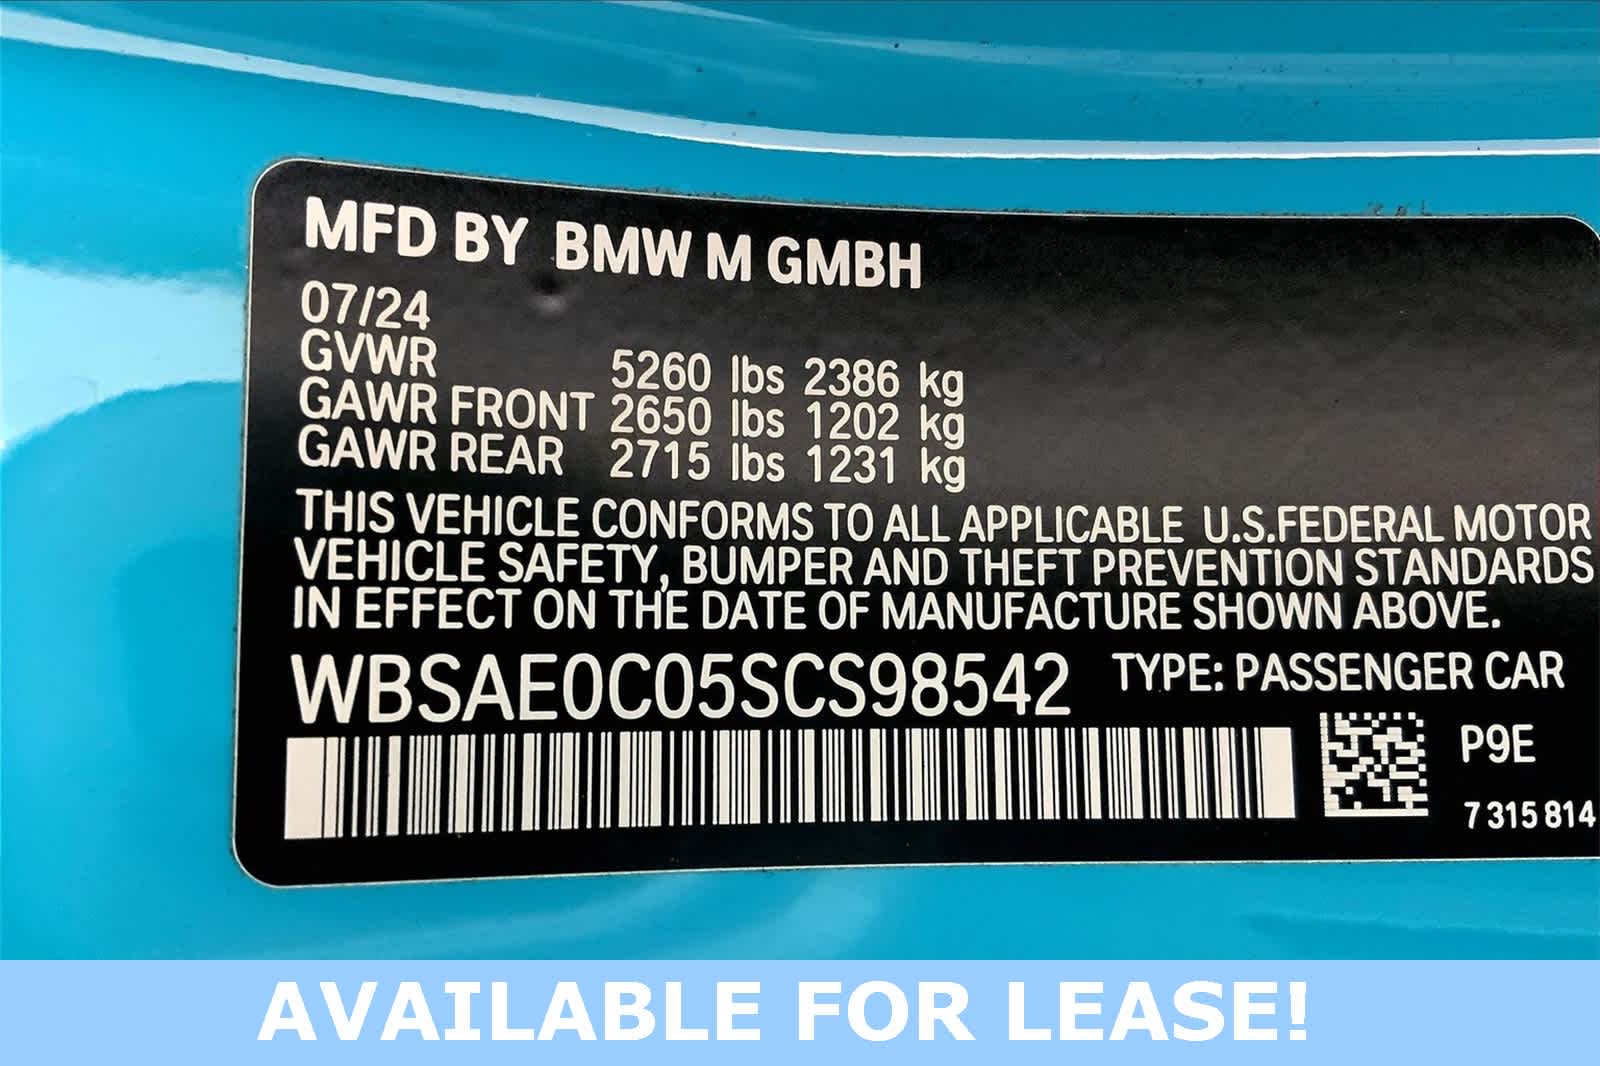 MFD BY BMW M GMBH
07/24
GVWR 5260 lbs 2386 kg
GAWR FRONT 2650 lbs 1202 kg
GAWR REAR 2715 lbs 1231 kg
THIS VEHICLE CONFORMS TO ALL APPLICABLE U.S.FEDERAL MOTOR
VEHICLE SAFETY, BUMPER AND THEFT PREVENTION STANDARDS
IN EFFECT ON THE DATE OF MANUFACTURE SHOWN ABOVE.
WBSAE0C05SCS98542 TYPE: PASSENGER CAR
P9E
7 315 814
AVAILABLE FOR LEASE!